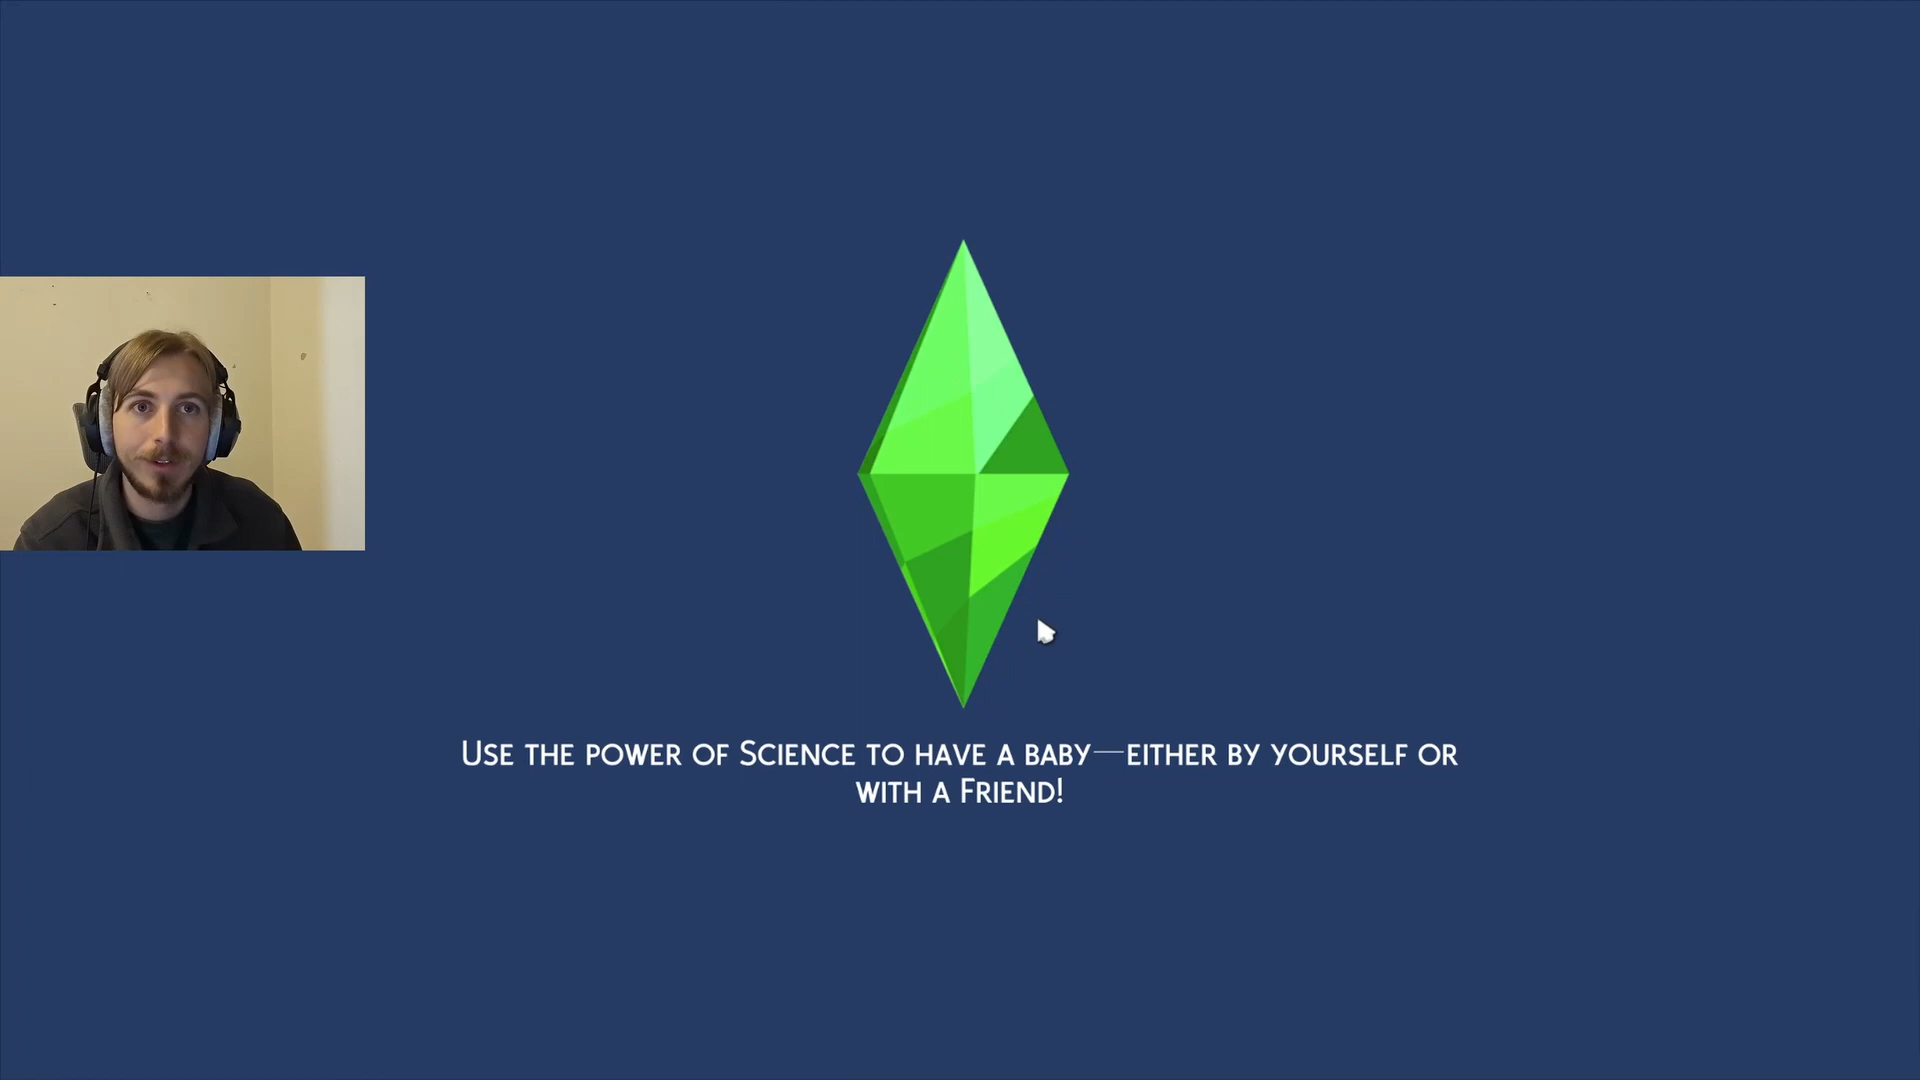 Use the power of Science to have a baby—either by yourself or
with a Friend!